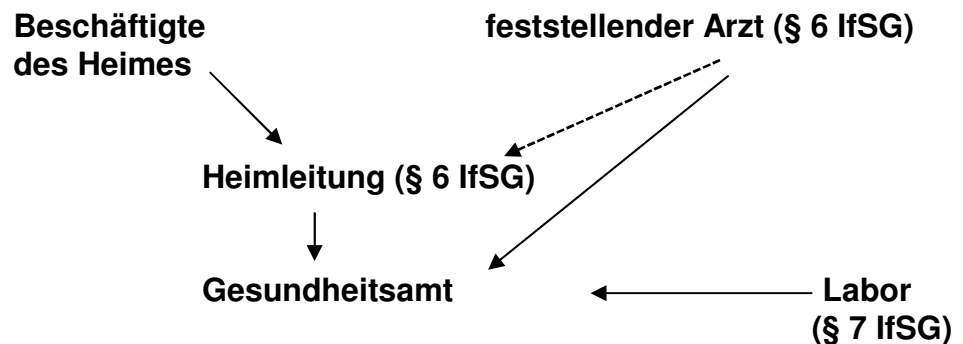 Beschäftigte
des Heimes
feststellender Arzt (§ 6 IfSG)
Heimleitung (§ 6 IfSG)
Gesundheitsamt
Labor
(§ 7 IfSG)